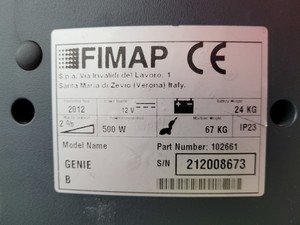 FIMAP CE
S.p.a. Via Invalidi del Lavoro, 1
Santa Maria di Zevio (Verona) Italy.
2012 12 V 24 KG
2 % 500 W 67 KG IP23
Model Name Part Number: 102661
GENIE S/N 212008673
B